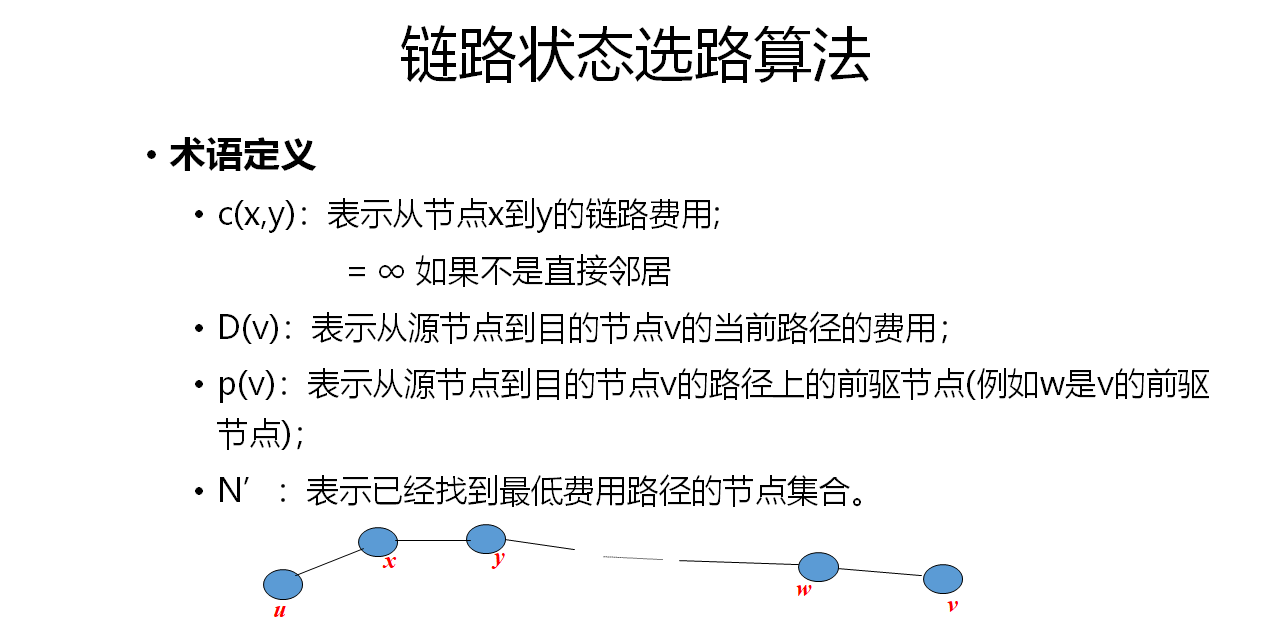 链路状态选路算法
• 术语定义
• c(x,y)：表示从节点x到y的链路费用;
= ∞ 如果不是直接邻居
• D(v)：表示从源节点到目的节点v的当前路径的费用；
• p(v)：表示从源节点到目的节点v的路径上的前驱节点(例如w是v的前驱
节点)；
• N′：表示已经找到最低费用路径的节点集合。
u
x
y
w
v